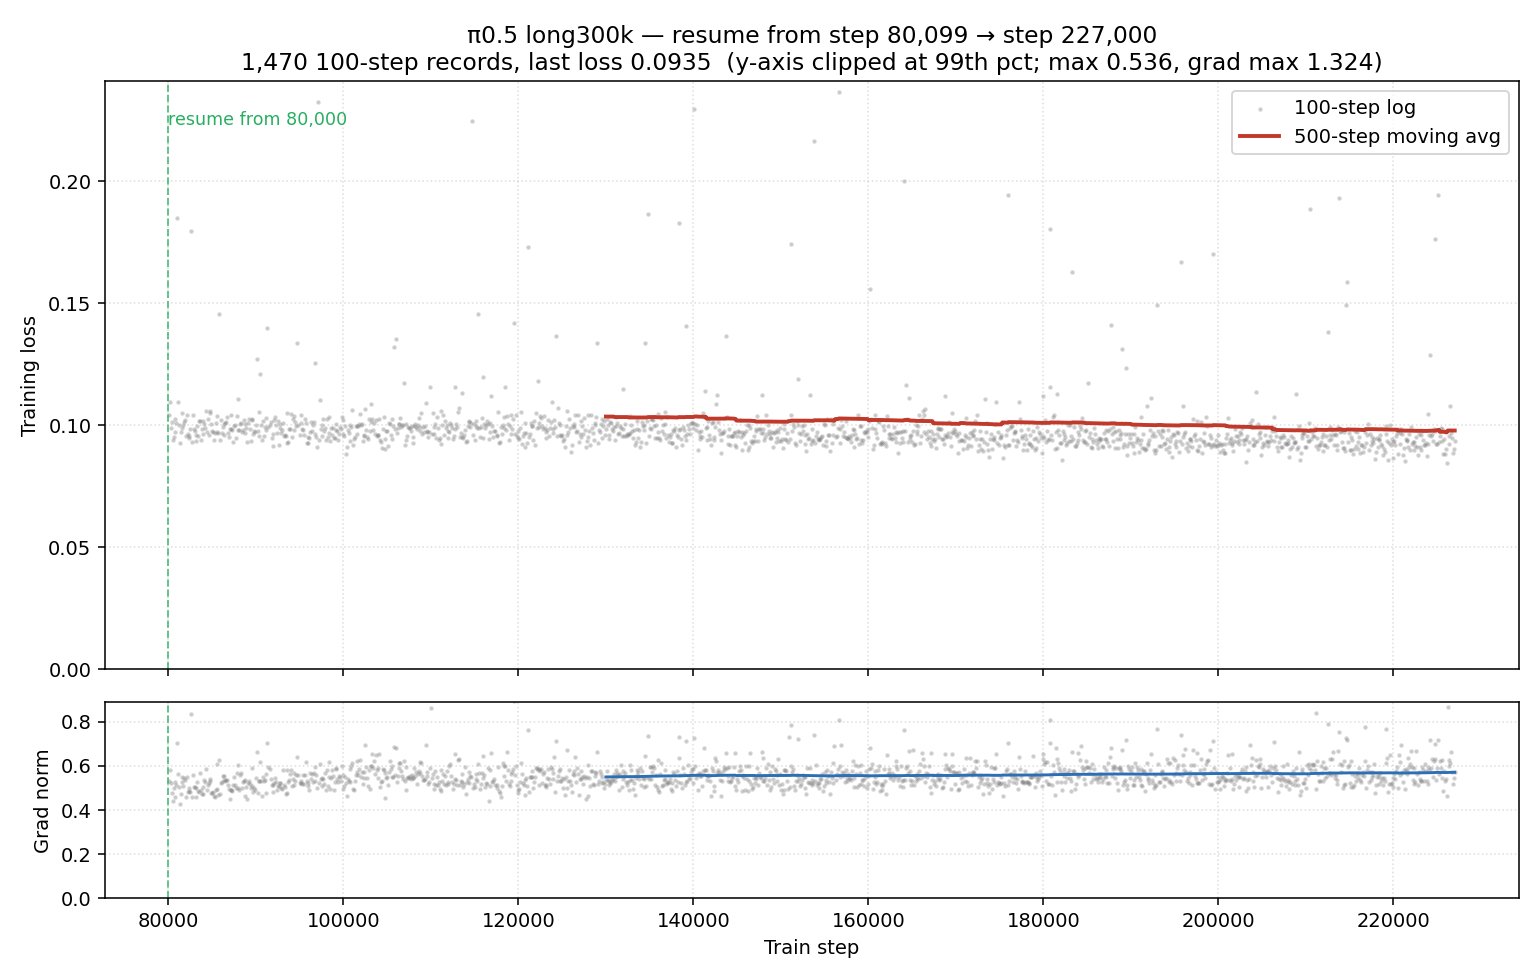 π0.5 long300k — resume from step 80,099 → step 227,000
1,470 100-step records, last loss 0.0935  (y-axis clipped at 99th pct; max 0.536, grad max 1.324)
resume from 80,000
100-step log
500-step moving avg
Training loss
0.20
0.15
0.10
0.05
0.00
Grad norm
0.8
0.6
0.4
0.2
0.0
80000 100000 120000 140000 160000 180000 200000 220000
Train step